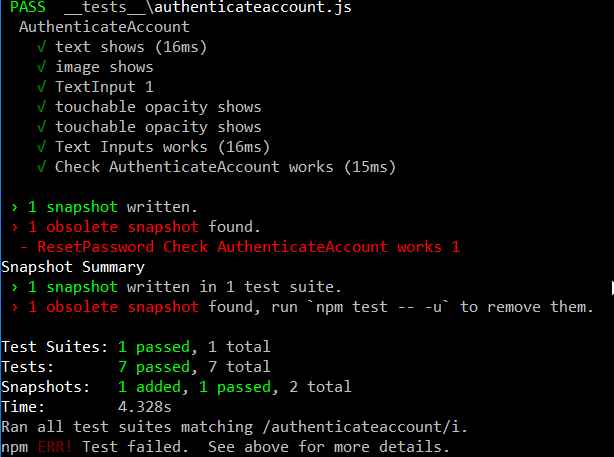 PASS  __tests__\authenticateaccount.js
AuthenticateAccount
√ text shows (16ms)
√ image shows
√ TextInput 1
√ touchable opacity shows
√ touchable opacity shows
√ Text Inputs works (16ms)
√ Check AuthenticateAccount works (15ms)
› 1 snapshot written.
› 1 obsolete snapshot found.
- ResetPassword Check AuthenticateAccount works 1
Snapshot Summary
› 1 snapshot written in 1 test suite.
› 1 obsolete snapshot found, run `npm test -- -u` to remove them.
Test Suites: 1 passed, 1 total
Tests:       7 passed, 7 total
Snapshots:   1 added, 1 passed, 2 total
Time:        4.328s
Ran all test suites matching /authenticateaccount/i.
npm ERR! Test failed.  See above for more details.